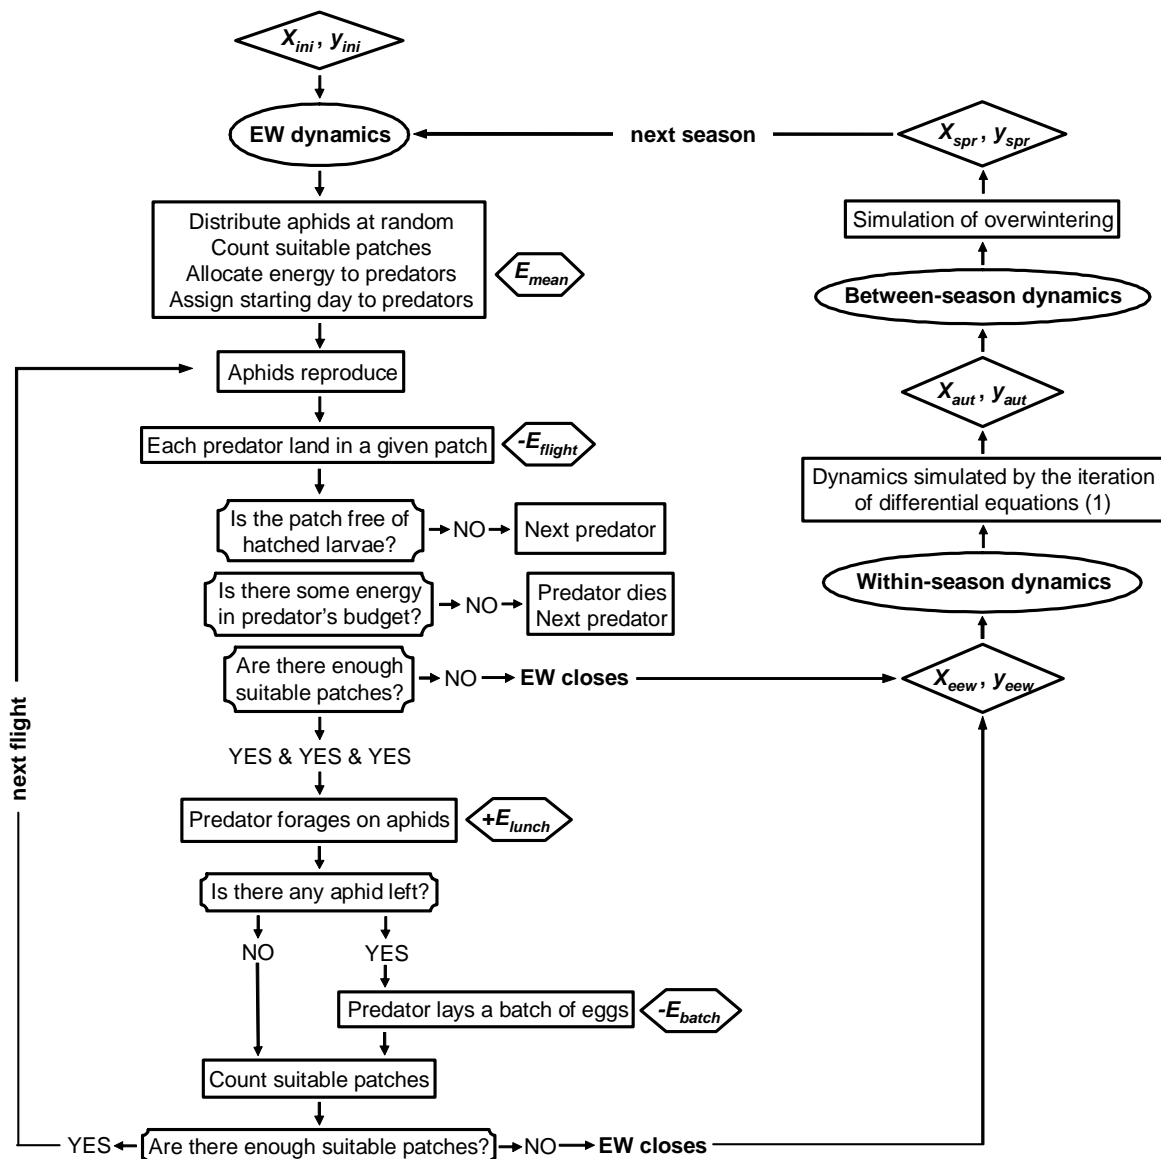 X_ini , y_ini
EW dynamics
next season
X_spr , y_spr
Distribute aphids at random
Count suitable patches
Allocate energy to predators
Assign starting day to predators
E_mean
Simulation of overwintering
Between-season dynamics
Aphids reproduce
X_aut , y_aut
Each predator land in a given patch
-E_flight
Dynamics simulated by the iteration
of differential equations (1)
Is the patch free of
hatched larvae?
NO
Next predator
Within-season dynamics
Is there some energy
in predator's budget?
NO
Predator dies
Next predator
Are there enough
suitable patches?
NO
EW closes
X_eew , y_eew
next flight
YES & YES & YES
Predator forages on aphids
+E_lunch
Is there any aphid left?
NO
YES
Predator lays a batch of eggs
-E_batch
Count suitable patches
YES
Are there enough suitable patches?
NO
EW closes